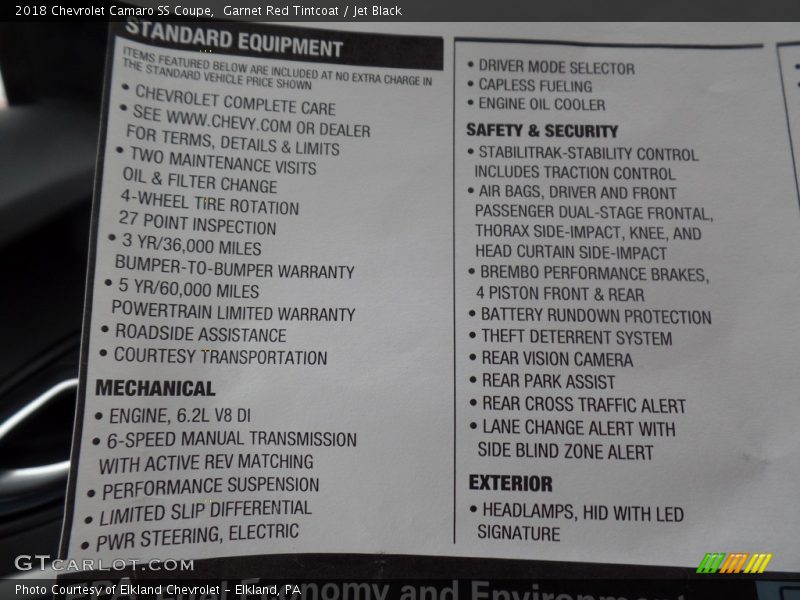 2018 Chevrolet Camaro SS Coupe,  Garnet Red Tintcoat / Jet Black
STANDARD EQUIPMENT
ITEMS FEATURED BELOW ARE INCLUDED AT NO EXTRA CHARGE IN
THE STANDARD VEHICLE PRICE SHOWN
• CHEVROLET COMPLETE CARE
• SEE WWW.CHEVY.COM OR DEALER
FOR TERMS, DETAILS & LIMITS
• TWO MAINTENANCE VISITS
OIL & FILTER CHANGE
4-WHEEL TIRE ROTATION
27 POINT INSPECTION
• 3 YR/36,000 MILES
BUMPER-TO-BUMPER WARRANTY
• 5 YR/60,000 MILES
POWERTRAIN LIMITED WARRANTY
• ROADSIDE ASSISTANCE
• COURTESY TRANSPORTATION
MECHANICAL
• ENGINE, 6.2L V8 DI
• 6-SPEED MANUAL TRANSMISSION
WITH ACTIVE REV MATCHING
• PERFORMANCE SUSPENSION
• LIMITED SLIP DIFFERENTIAL
• PWR STEERING, ELECTRIC
• DRIVER MODE SELECTOR
• CAPLESS FUELING
• ENGINE OIL COOLER
SAFETY & SECURITY
• STABILITRAK-STABILITY CONTROL
INCLUDES TRACTION CONTROL
• AIR BAGS, DRIVER AND FRONT
PASSENGER DUAL-STAGE FRONTAL,
THORAX SIDE-IMPACT, KNEE, AND
HEAD CURTAIN SIDE-IMPACT
• BREMBO PERFORMANCE BRAKES,
4 PISTON FRONT & REAR
• BATTERY RUNDOWN PROTECTION
• THEFT DETERRENT SYSTEM
• REAR VISION CAMERA
• REAR PARK ASSIST
• REAR CROSS TRAFFIC ALERT
• LANE CHANGE ALERT WITH
SIDE BLIND ZONE ALERT
EXTERIOR
• HEADLAMPS, HID WITH LED
SIGNATURE
GTCARLOT.COM
Fuel Economy and Environment
Photo Courtesy of Elkland Chevrolet - Elkland, PA